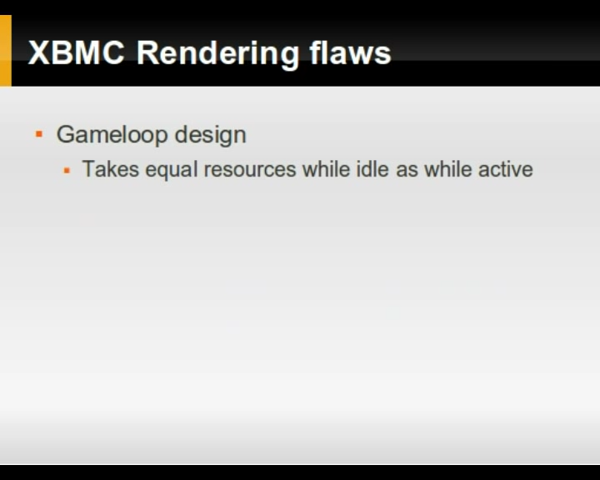 XBMC Rendering flaws
Gameloop design
Takes equal resources while idle as while active